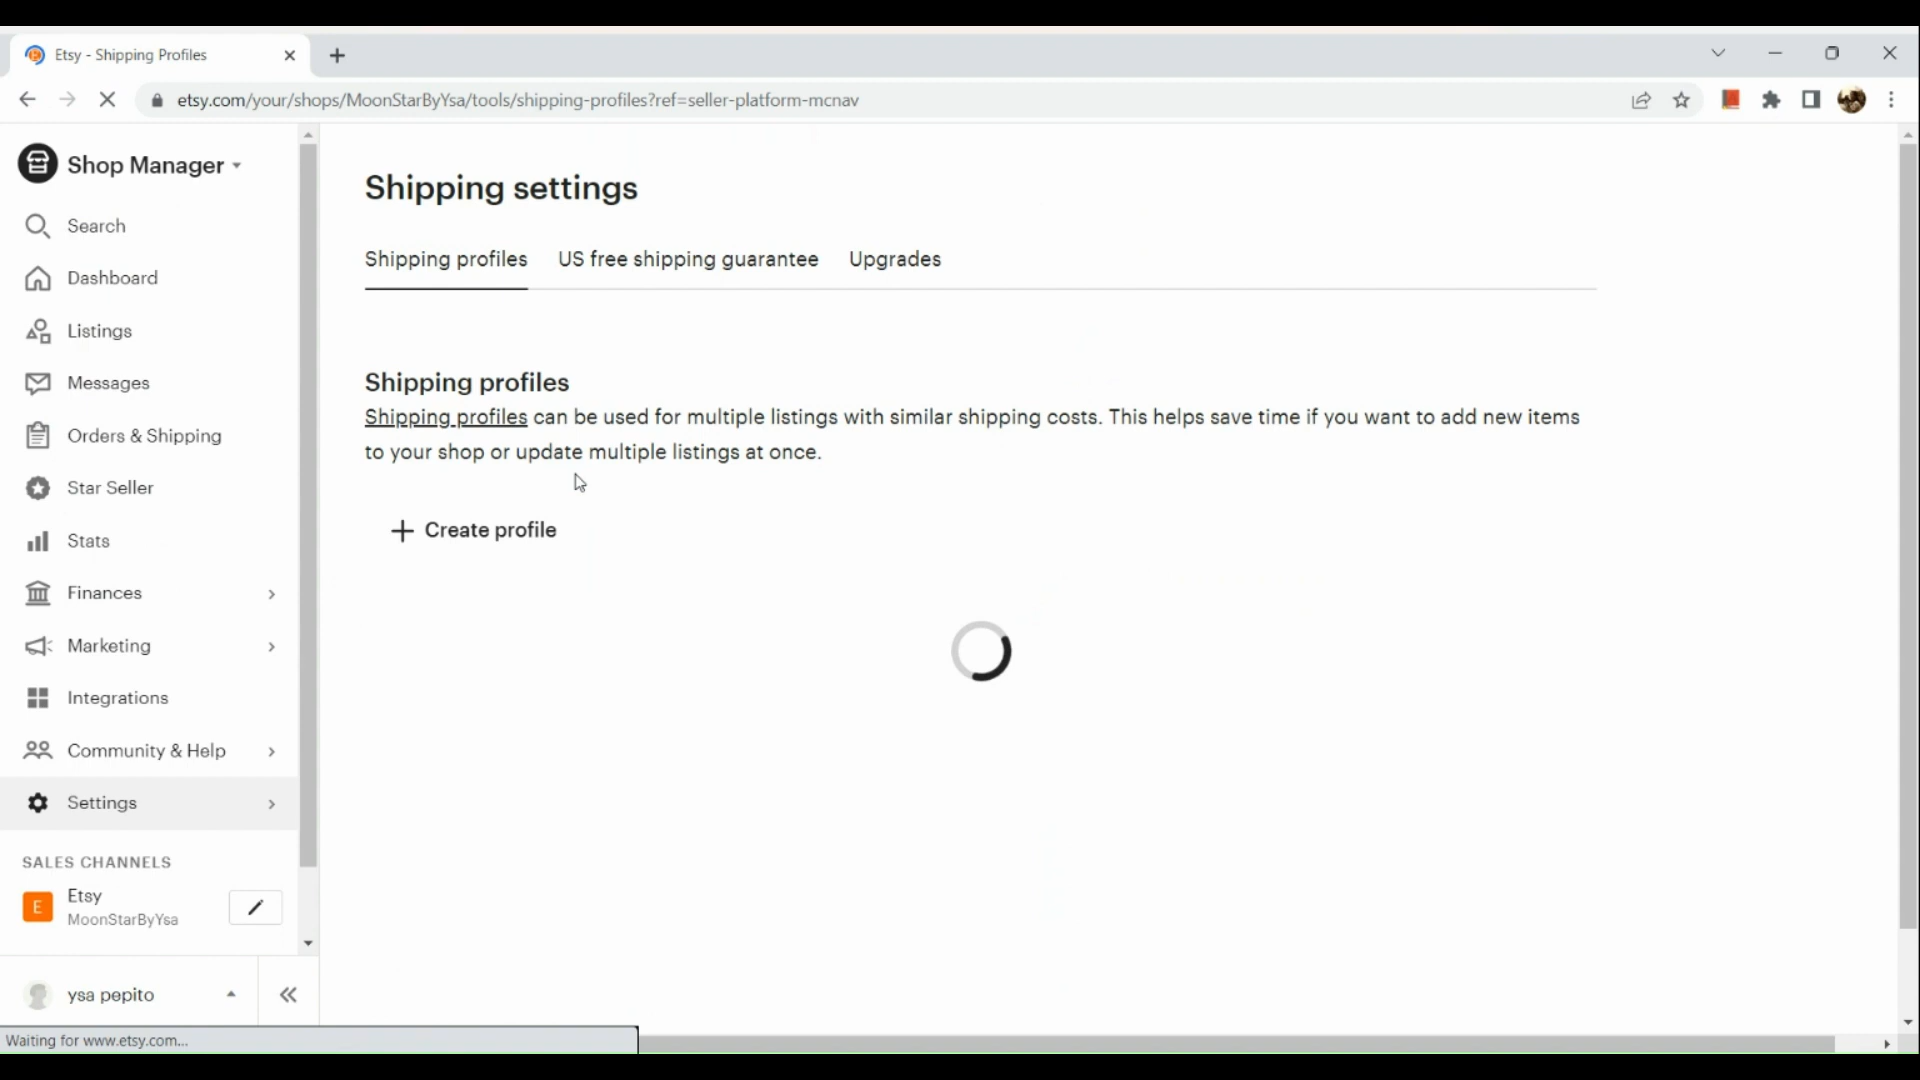 Etsy - Shipping Profiles
etsy.com/your/shops/MoonStarByYsa/tools/shipping-profiles?ref=seller-platform-mcnav
Shop Manager
Search
Dashboard
Listings
Messages
Orders & Shipping
Star Seller
Stats
Finances
Marketing
Integrations
Community & Help
Settings
SALES CHANNELS
E
Etsy
MoonStarByYsa
ysa pepito
Waiting for www.etsy.com...
Shipping settings
Shipping profiles US free shipping guarantee Upgrades
Shipping profiles
Shipping profiles can be used for multiple listings with similar shipping costs. This helps save time if you want to add new items
to your shop or update multiple listings at once.
Create profile